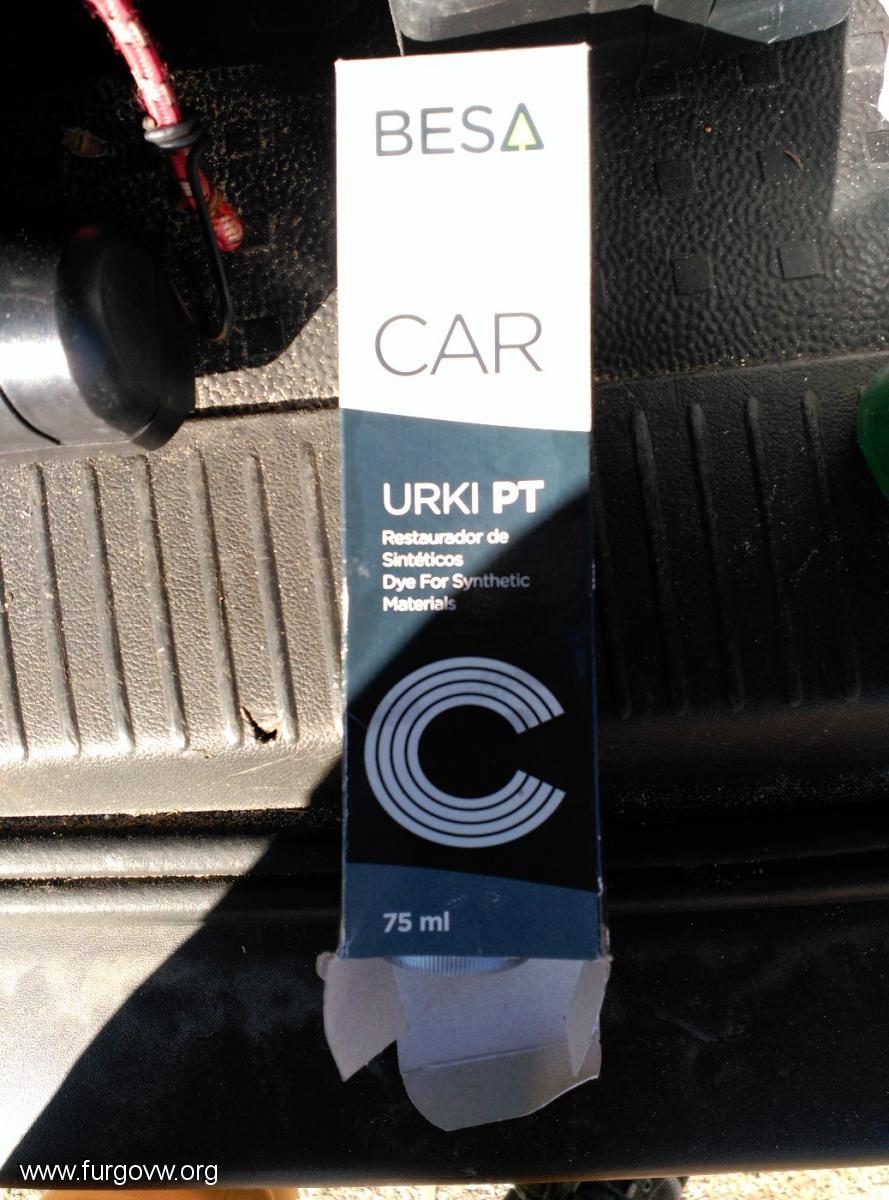 BESA
CAR
URKI PT
Restaurador de
Sintéticos
Dye For Synthetic
Materials
75 ml
www.furgovw.org